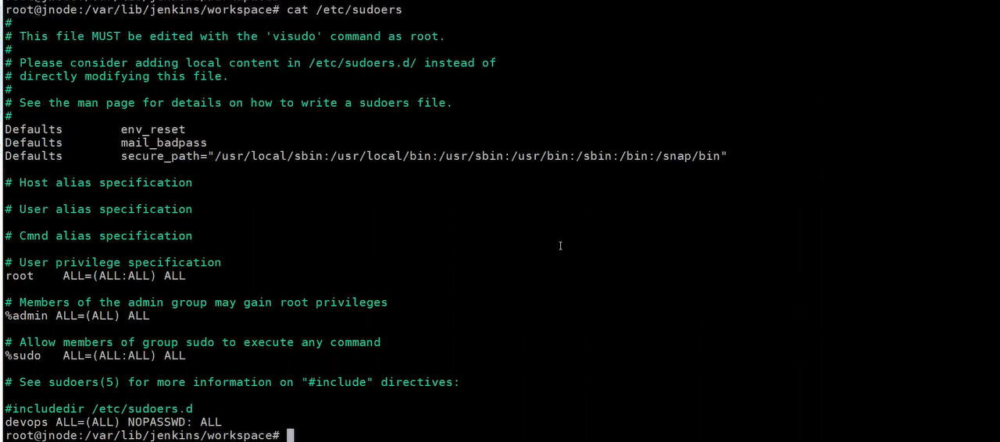 root@jnode:/var/lib/jenkins/workspace# cat /etc/sudoers
#
# This file MUST be edited with the 'visudo' command as root.
#
# Please consider adding local content in /etc/sudoers.d/ instead of
# directly modifying this file.
#
# See the man page for details on how to write a sudoers file.
#
Defaults        env_reset
Defaults        mail_badpass
Defaults        secure_path="/usr/local/sbin:/usr/local/bin:/usr/sbin:/usr/bin:/sbin:/bin:/snap/bin"
# Host alias specification
# User alias specification
# Cmnd alias specification
# User privilege specification
root    ALL=(ALL:ALL) ALL
# Members of the admin group may gain root privileges
%admin ALL=(ALL) ALL
# Allow members of group sudo to execute any command
%sudo   ALL=(ALL:ALL) ALL
# See sudoers(5) for more information on "#include" directives:
#includedir /etc/sudoers.d
devops ALL=(ALL) NOPASSWD: ALL
root@jnode:/var/lib/jenkins/workspace#